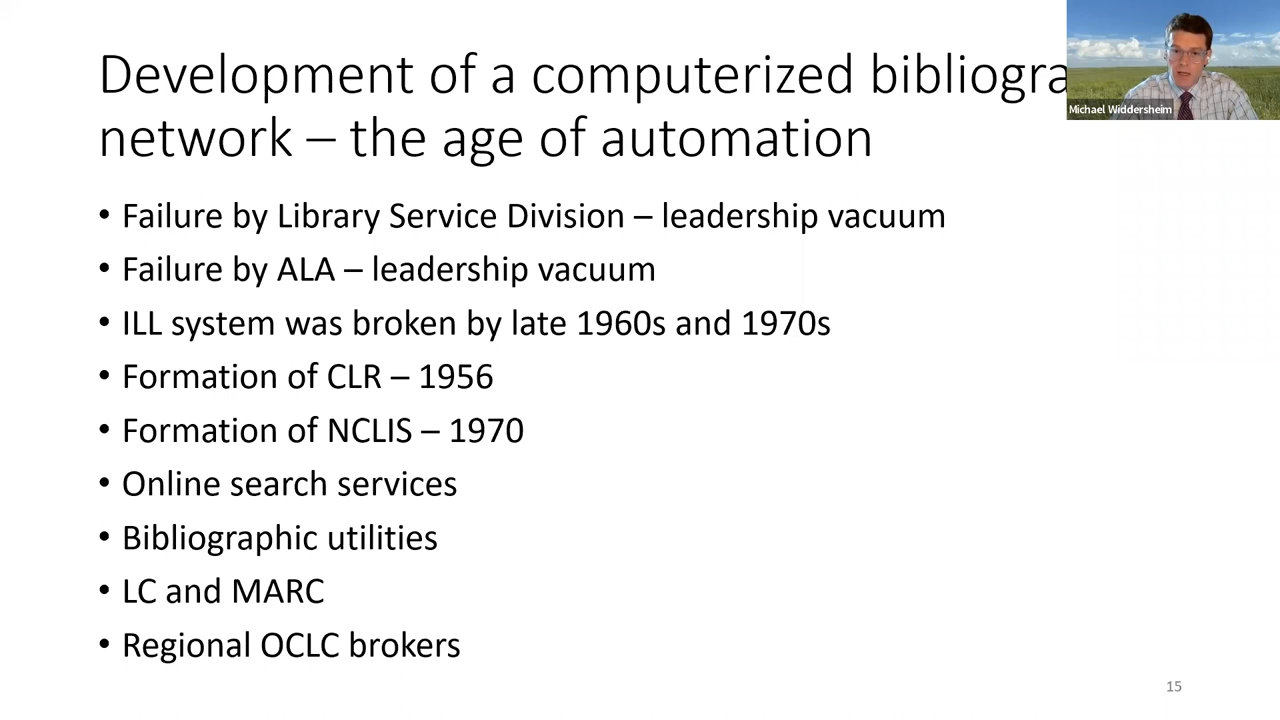 Development of a computerized bibliogra
network – the age of automation
Michael Widdersheim
• Failure by Library Service Division – leadership vacuum
• Failure by ALA – leadership vacuum
• ILL system was broken by late 1960s and 1970s
• Formation of CLR – 1956
• Formation of NCLIS – 1970
• Online search services
• Bibliographic utilities
• LC and MARC
• Regional OCLC brokers
15